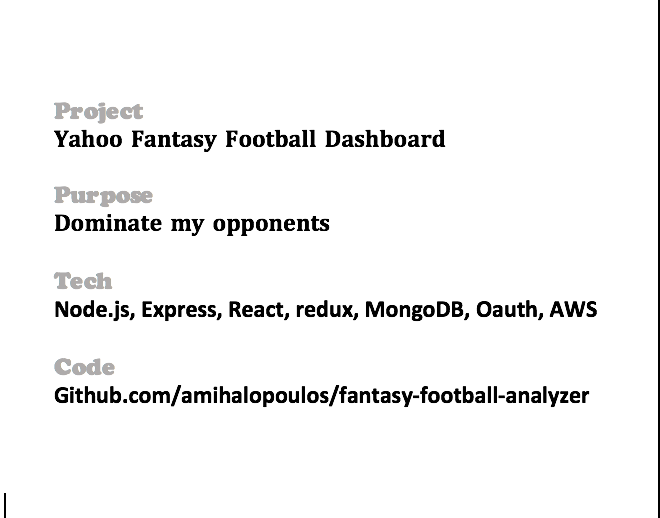 Project
Yahoo Fantasy Football Dashboard
Purpose
Dominate my opponents
Tech
Node.js, Express, React, redux, MongoDB, Oauth, AWS
Code
Github.com/amihalopoulos/fantasy-football-analyzer